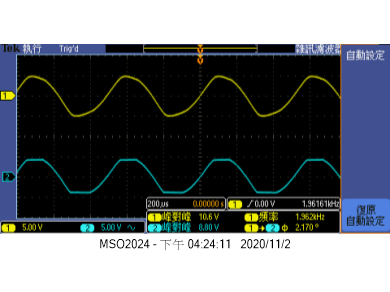 Tek 執行 Trig'd 雜訊濾波器
自動設定
1
2
200µs 0.00000 s 1 0.00 V 1.96161kHz
1 峰對峰 10.6 V 1 頻率 1.962kHz
1 5.00 V 2 5.00 V 2 峰對峰 8.80 V 1 2 Φ 2.170 °
復原
自動設定
MSO2024 - 下午 04:24:11 2020/11/2